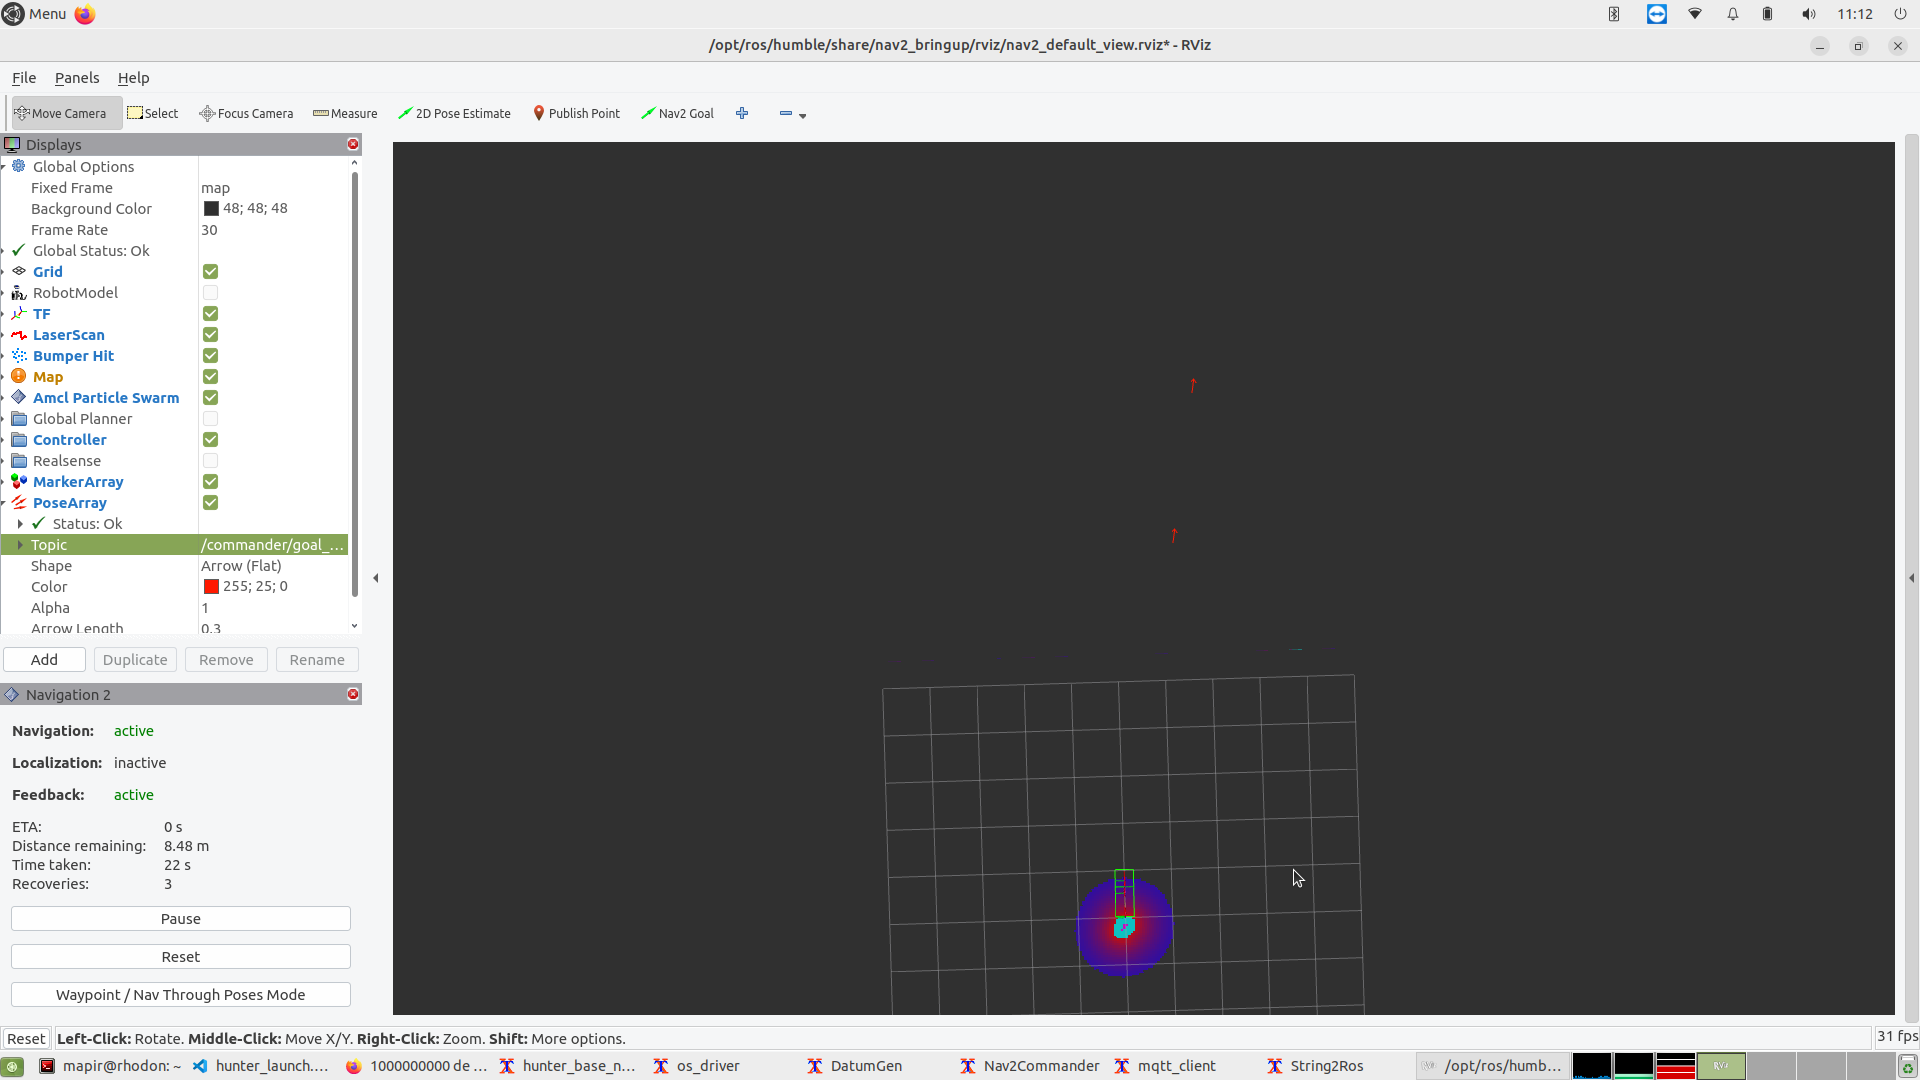 Menu
11:12
/opt/ros/humble/share/nav2_bringup/rviz/nav2_default_view.rviz* - RViz
File Panels Help
Move Camera Select Focus Camera Measure 2D Pose Estimate Publish Point Nav2 Goal
Displays
Global Options
Fixed Frame map
Background Color 48; 48; 48
Frame Rate 30
Global Status: Ok
Grid
RobotModel
TF
LaserScan
Bumper Hit
Map
Amcl Particle Swarm
Global Planner
Controller
Realsense
MarkerArray
PoseArray
Status: Ok
Topic /commander/goal_...
Shape Arrow (Flat)
Color 255; 25; 0
Alpha 1
Arrow Length 0.3
Add Duplicate Remove Rename
Navigation 2
Navigation: active
Localization: inactive
Feedback: active
ETA: 0 s
Distance remaining: 8.48 m
Time taken: 22 s
Recoveries: 3
Pause
Reset
Waypoint / Nav Through Poses Mode
Reset Left-Click: Rotate. Middle-Click: Move X/Y. Right-Click: Zoom. Shift: More options. 31 fps
mapir@rhodon: ~ hunter_launch.... 1000000000 de ... hunter_base_n... os_driver DatumGen Nav2Commander mqtt_client String2Ros /opt/ros/humb...